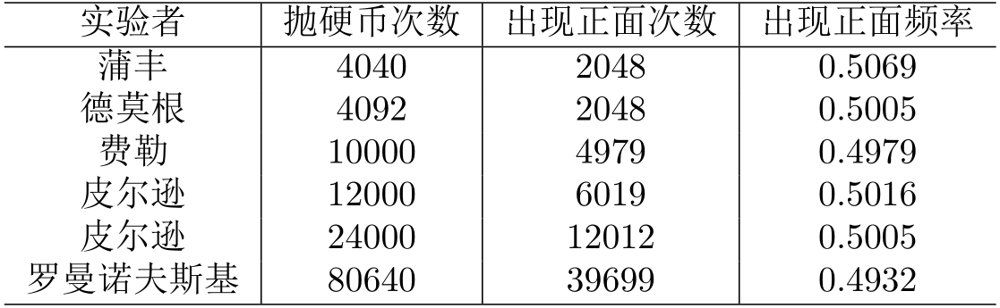 实验者 抛硬币次数 出现正面次数 出现正面频率
蒲丰 4040 2048 0.5069
德莫根 4092 2048 0.5005
费勒 10000 4979 0.4979
皮尔逊 12000 6019 0.5016
皮尔逊 24000 12012 0.5005
罗曼诺夫斯基 80640 39699 0.4932